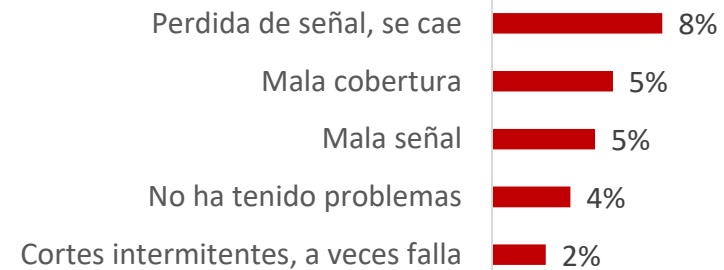 Perdida de señal, se cae 8%
Mala cobertura 5%
Mala señal 5%
No ha tenido problemas 4%
Cortes intermitentes, a veces falla 2%